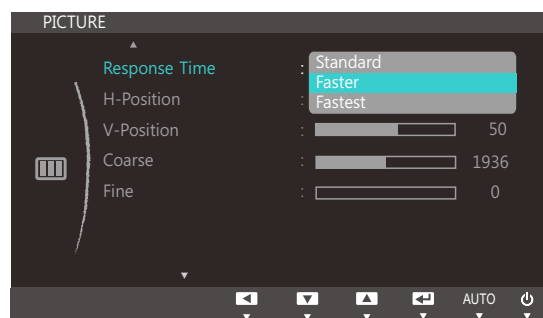 PICTURE
Response Time : Standard
Faster
H-Position : Fastest
V-Position : 50
Coarse : 1936
Fine : 0
AUTO